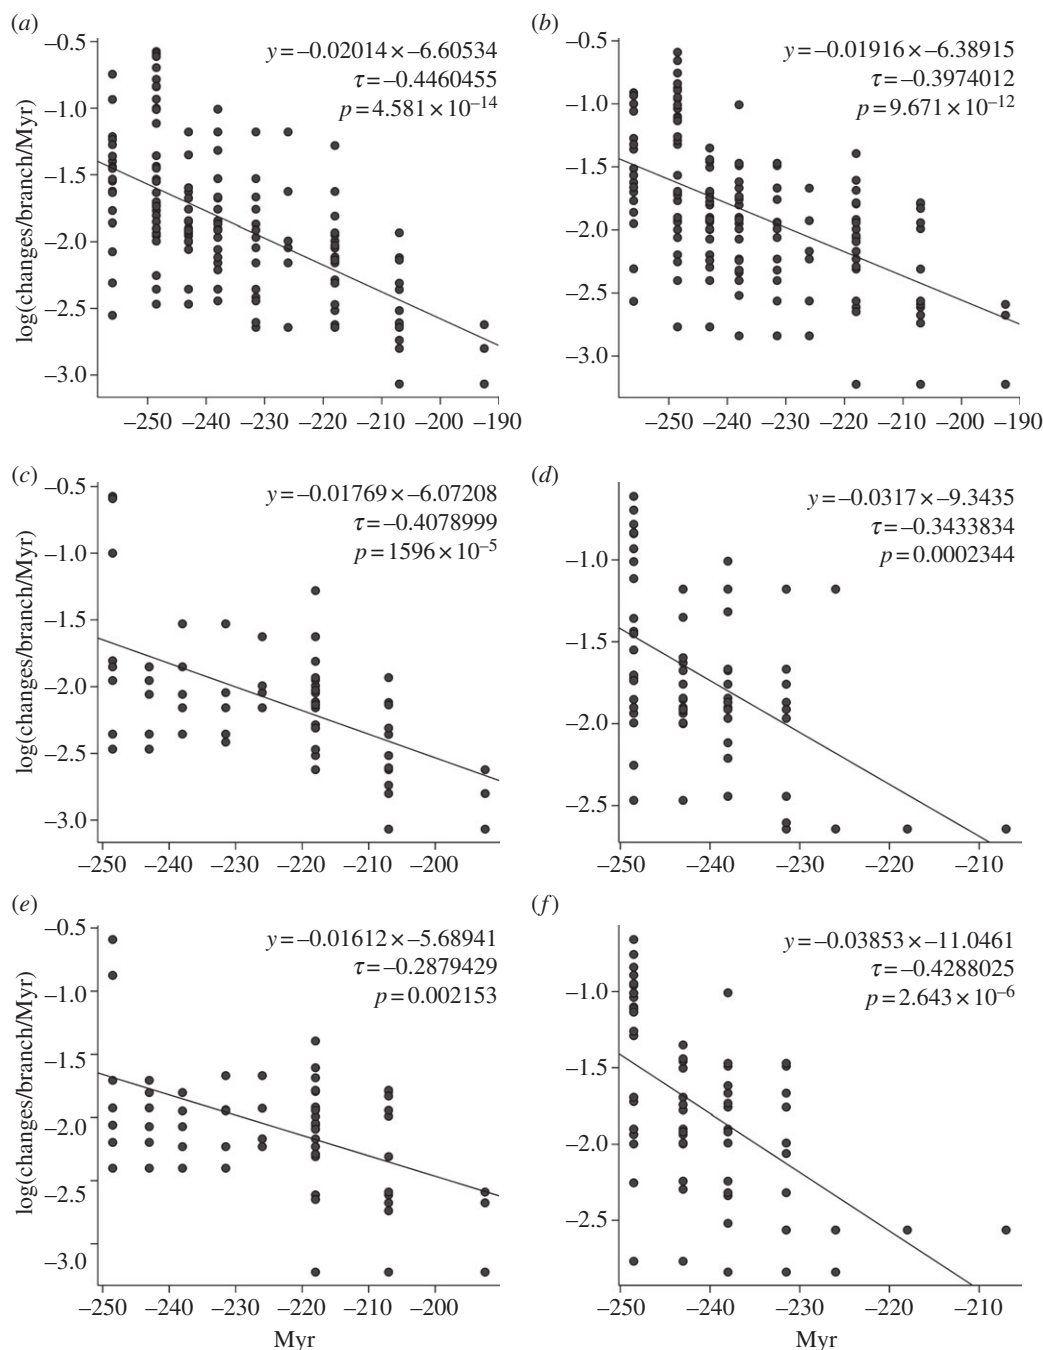 (a)
y=–0.02014×–6.60534
τ=–0.4460455
p=4.581×10⁻¹⁴
log(changes/branch/Myr)
–0.5
–1.0
–1.5
–2.0
–2.5
–3.0
–250 –240 –230 –220 –210 –200 –190
(b)
y=–0.01916×–6.38915
τ=–0.3974012
p=9.671×10⁻¹²
–0.5
–1.0
–1.5
–2.0
–2.5
–3.0
–250 –240 –230 –220 –210 –200 –190
(c)
y=–0.01769×–6.07208
τ=–0.4078999
p=1596×10⁻⁵
log(changes/branch/Myr)
–0.5
–1.0
–1.5
–2.0
–2.5
–3.0
–250 –240 –230 –220 –210 –200
(d)
y=–0.0317×–9.3435
τ=–0.3433834
p=0.0002344
–1.0
–1.5
–2.0
–2.5
–250 –240 –230 –220 –210
(e)
y=–0.01612×–5.68941
τ=–0.2879429
p=0.002153
log(changes/branch/Myr)
–0.5
–1.0
–1.5
–2.0
–2.5
–3.0
–250 –240 –230 –220 –210 –200
Myr
(f)
y=–0.03853×–11.0461
τ=–0.4288025
p=2.643×10⁻⁶
–1.0
–1.5
–2.0
–2.5
–250 –240 –230 –220 –210
Myr